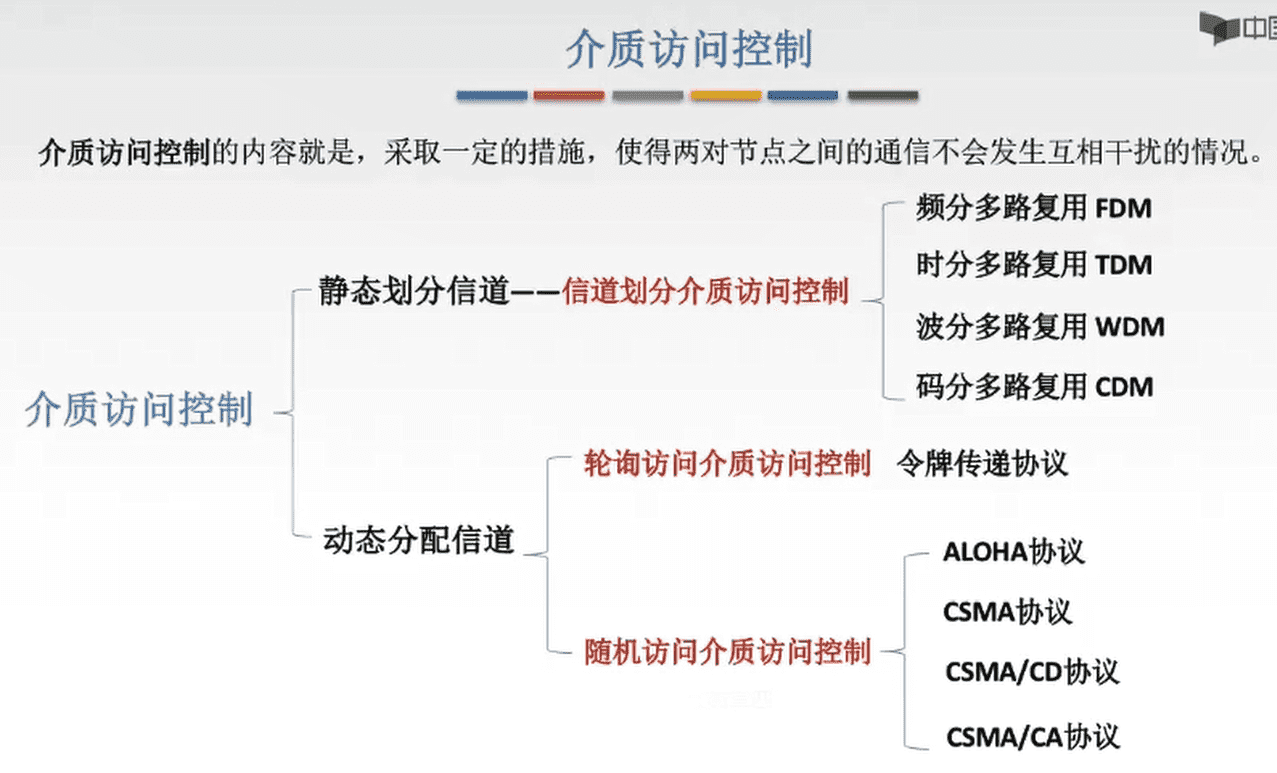 中国
介质访问控制
介质访问控制的内容就是，采取一定的措施，使得两对节点之间的通信不会发生互相干扰的情况。
频分多路复用 FDM
时分多路复用 TDM
静态划分信道——信道划分介质访问控制
波分多路复用 WDM
码分多路复用 CDM
介质访问控制
轮询访问介质访问控制 令牌传递协议
动态分配信道
ALOHA协议
CSMA协议
随机访问介质访问控制
CSMA/CD协议
CSMA/CA协议